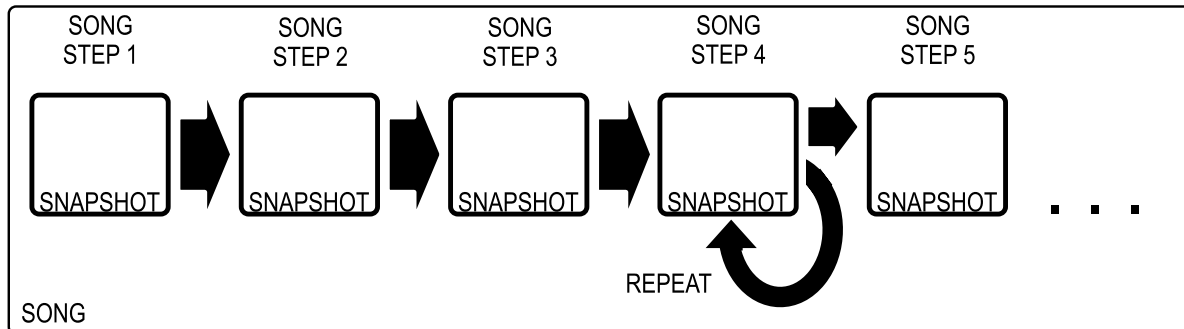 SONG
STEP 1
SONG
STEP 2
SONG
STEP 3
SONG
STEP 4
SONG
STEP 5
SNAPSHOT
SNAPSHOT
SNAPSHOT
SNAPSHOT
SNAPSHOT
. . .
REPEAT
SONG